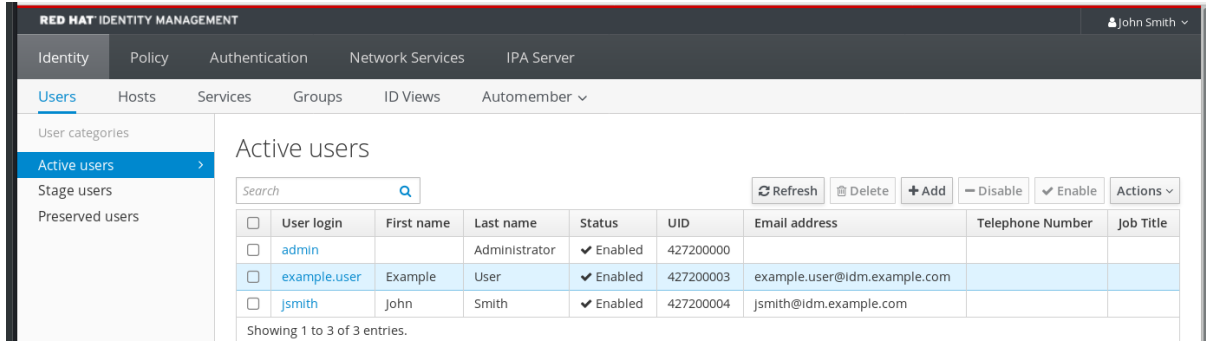 RED HAT® IDENTITY MANAGEMENT John Smith
Identity Policy Authentication Network Services IPA Server
Users Hosts Services Groups ID Views Automember
User categories
Active users
Stage users
Preserved users
Active users
Search Refresh Delete Add Disable Enable Actions
User login First name Last name Status UID Email address Telephone Number Job Title
admin Administrator Enabled 427200000
example.user Example User Enabled 427200003 example.user@idm.example.com
jsmith John Smith Enabled 427200004 jsmith@idm.example.com
Showing 1 to 3 of 3 entries.